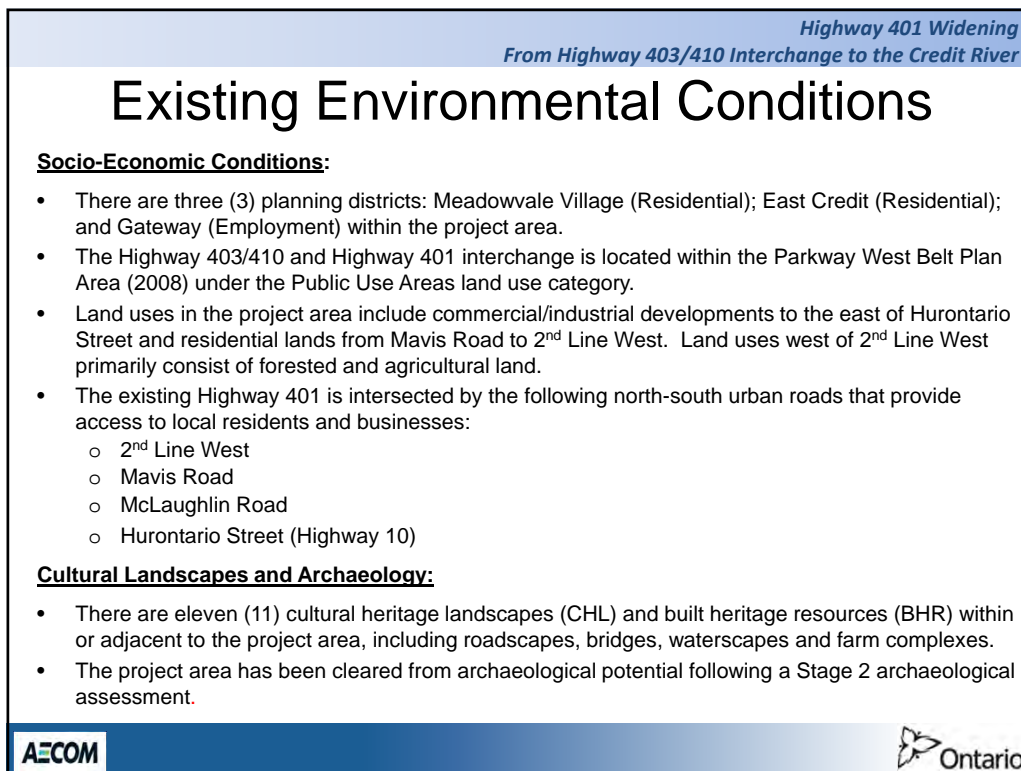 Highway 401 Widening
From Highway 403/410 Interchange to the Credit River
Existing Environmental Conditions
Socio-Economic Conditions:
• There are three (3) planning districts: Meadowvale Village (Residential); East Credit (Residential);
and Gateway (Employment) within the project area.
• The Highway 403/410 and Highway 401 interchange is located within the Parkway West Belt Plan
Area (2008) under the Public Use Areas land use category.
• Land uses in the project area include commercial/industrial developments to the east of Hurontario
Street and residential lands from Mavis Road to 2nd Line West. Land uses west of 2nd Line West
primarily consist of forested and agricultural land.
• The existing Highway 401 is intersected by the following north-south urban roads that provide
access to local residents and businesses:
o 2nd Line West
o Mavis Road
o McLaughlin Road
o Hurontario Street (Highway 10)
Cultural Landscapes and Archaeology:
• There are eleven (11) cultural heritage landscapes (CHL) and built heritage resources (BHR) within
or adjacent to the project area, including roadscapes, bridges, waterscapes and farm complexes.
• The project area has been cleared from archaeological potential following a Stage 2 archaeological
assessment.
AECOM
Ontario